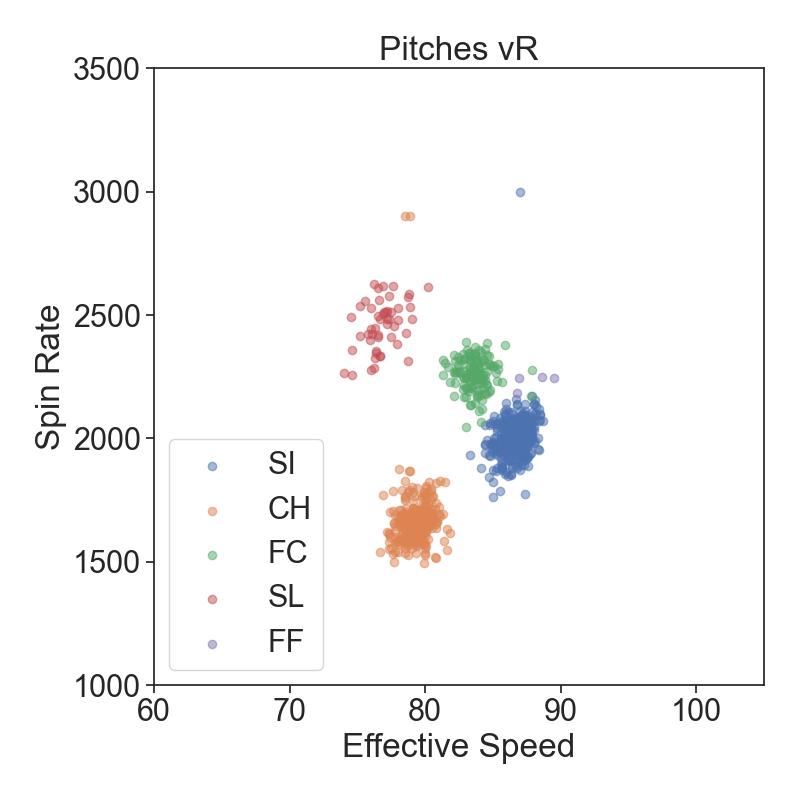 Pitches vR
3500
3000
2500
2000
1500
1000
Spin Rate
SI
CH
FC
SL
FF
60 70 80 90 100
Effective Speed